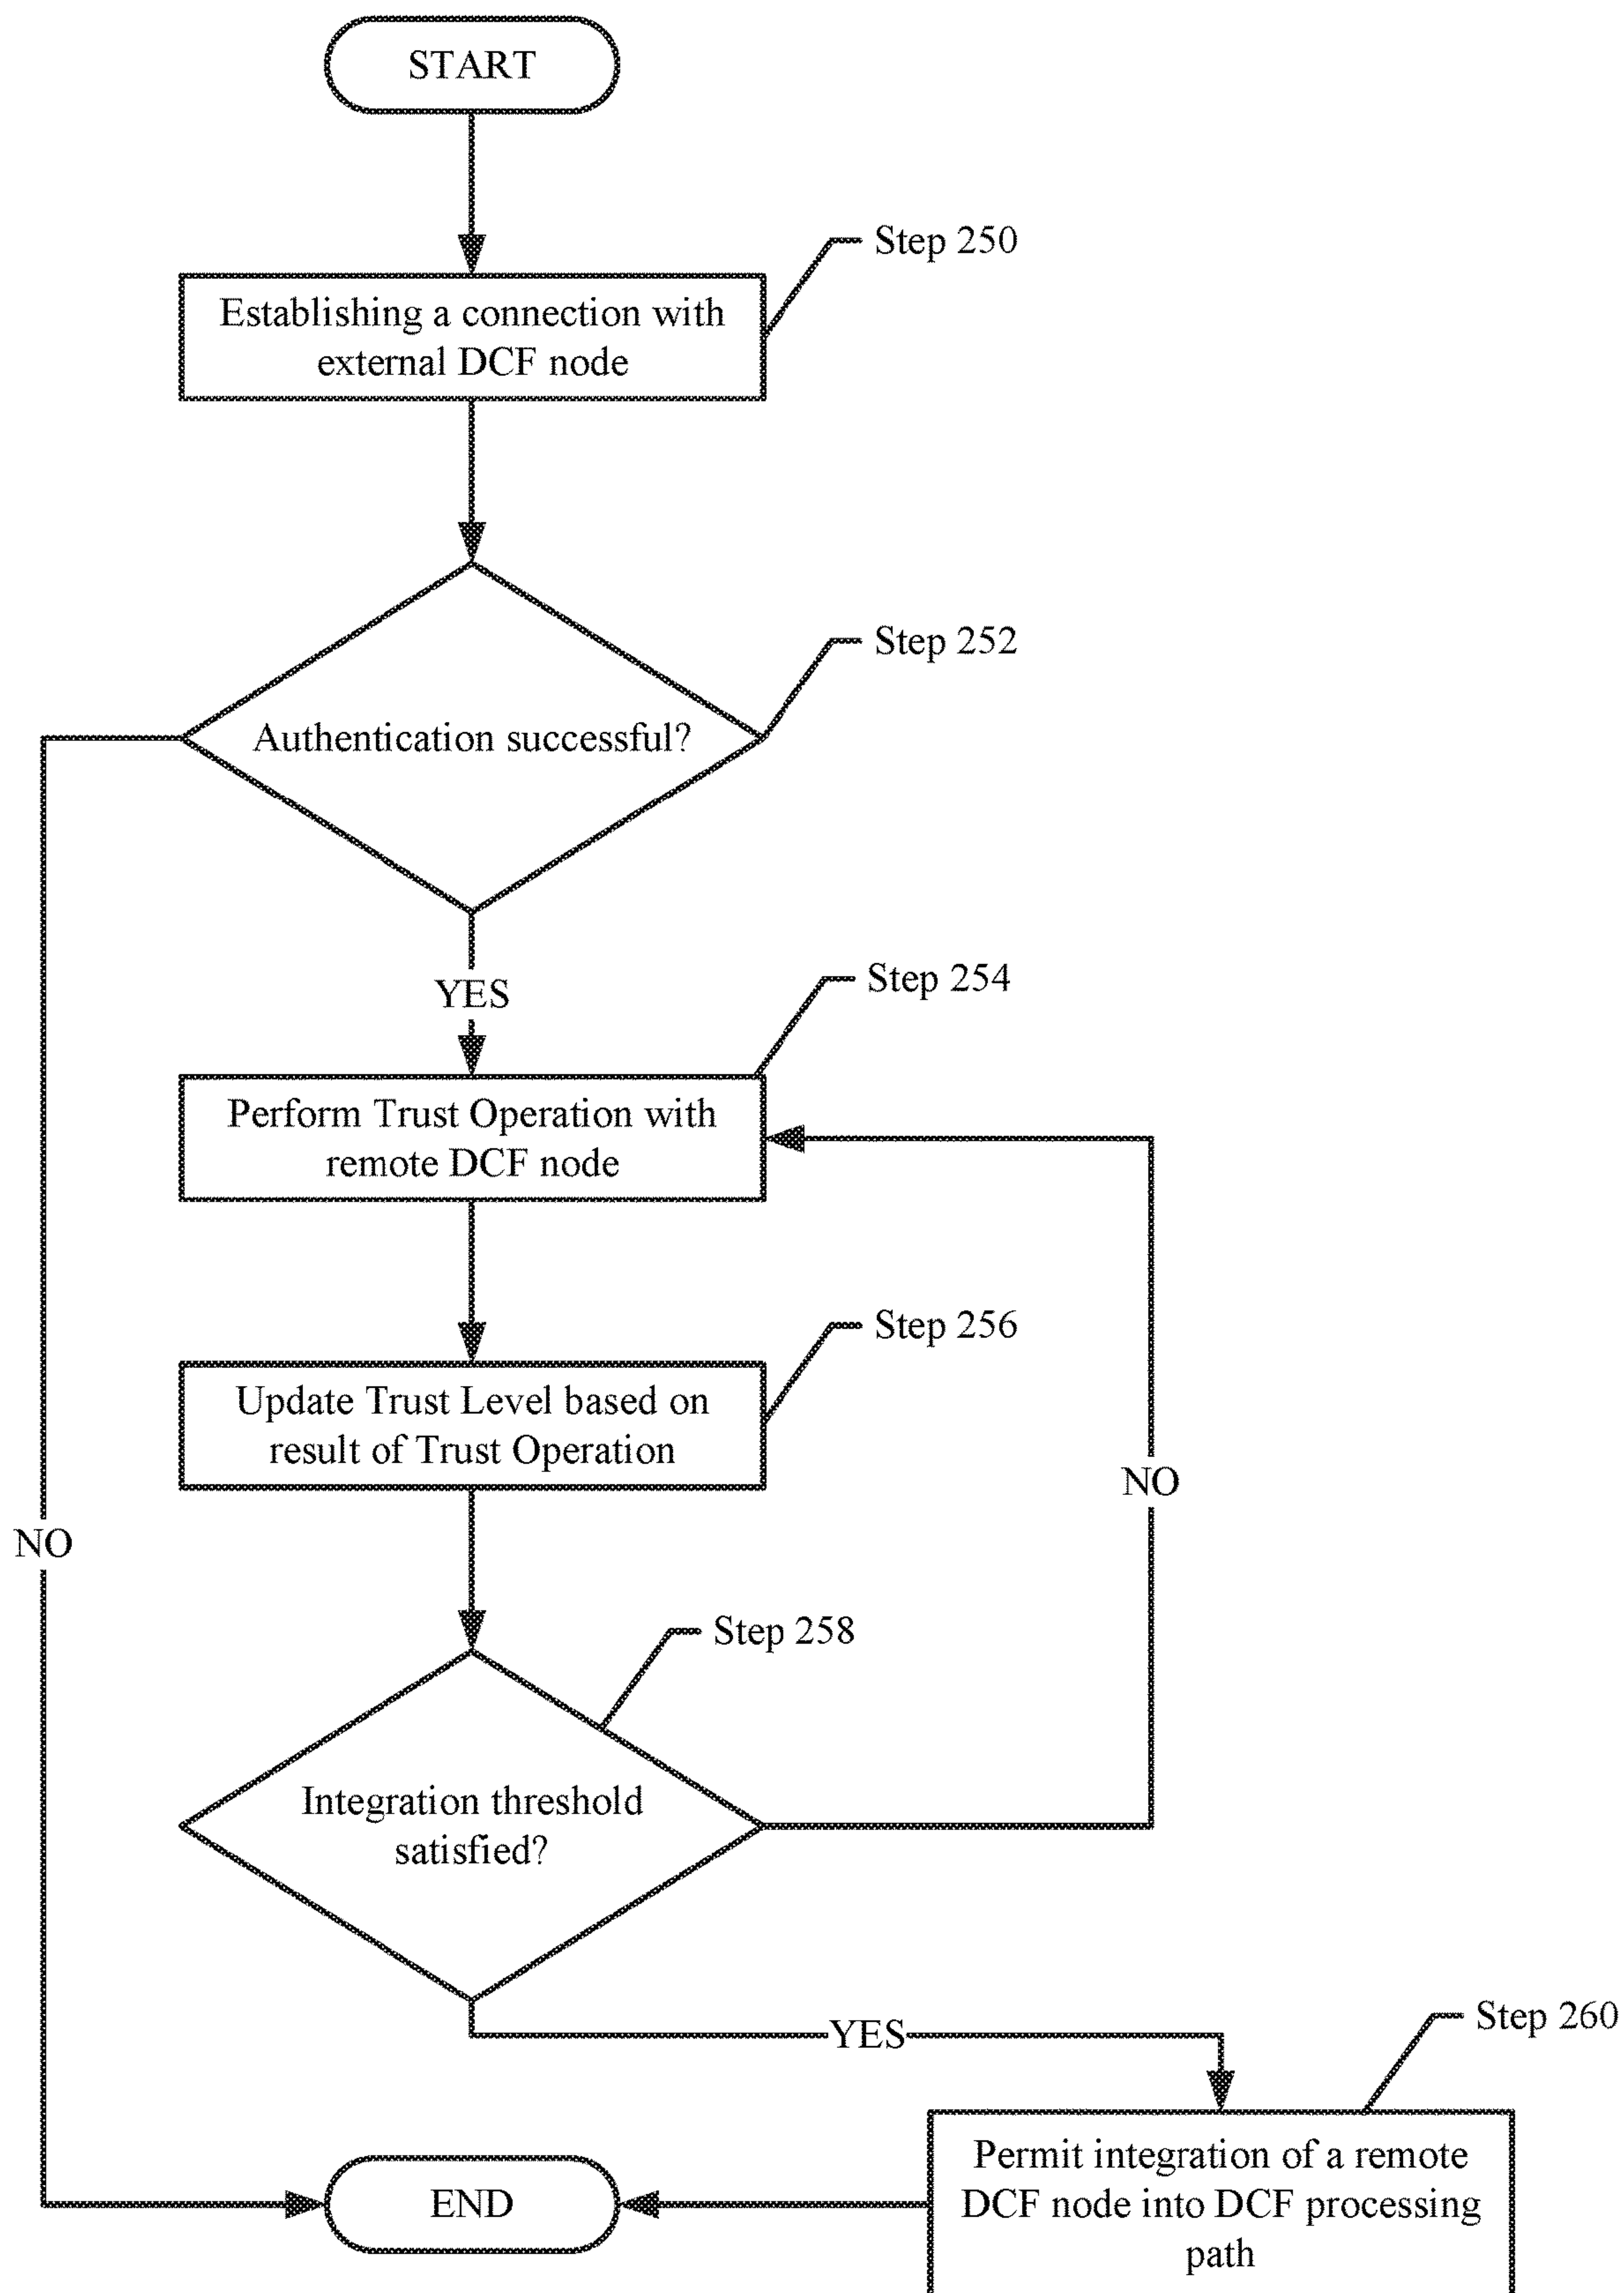 START
Step 250
Establishing a connection with
external DCF node
Step 252
Authentication successful?
YES
Step 254
Perform Trust Operation with
remote DCF node
Step 256
Update Trust Level based on
result of Trust Operation
NO
NO
Step 258
Integration threshold
satisfied?
YES
Step 260
Permit integration of a remote
DCF node into DCF processing
path
END